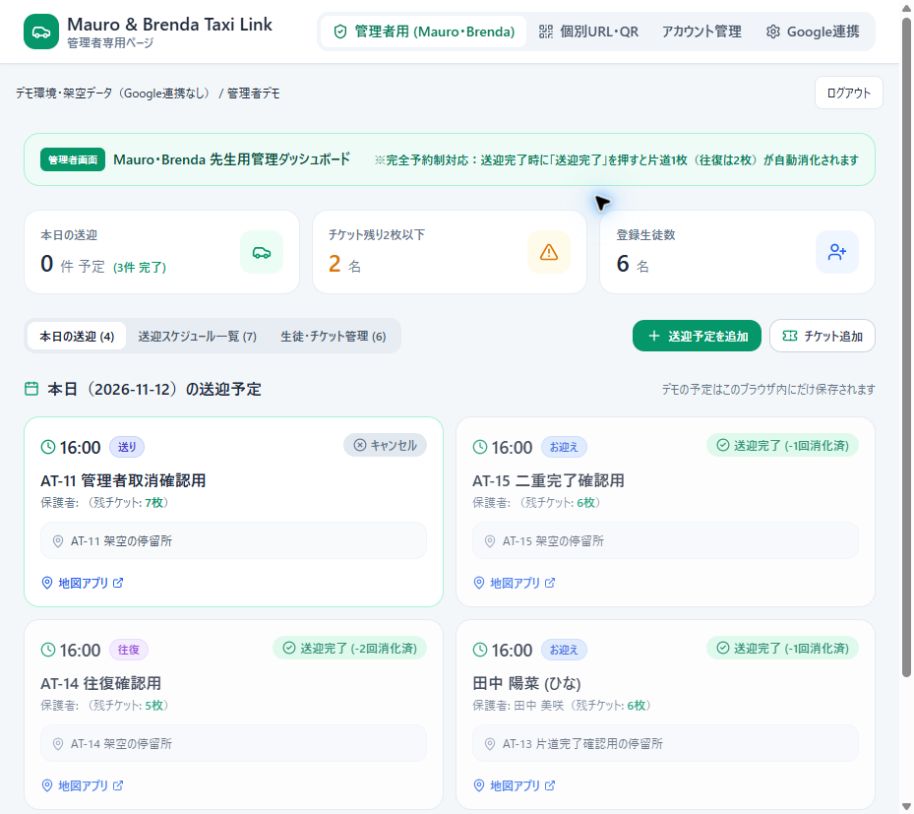 Mauro & Brenda Taxi Link
管理者専用ページ
管理者用 (Mauro・Brenda)
個別URL・QR
アカウント管理
Google連携
デモ環境・架空データ（Google連携なし） / 管理者デモ
ログアウト
管理者画面
Mauro・Brenda 先生用管理ダッシュボード
※完全予約制対応：送迎完了時に「送迎完了」を押すと片道1枚（往復は2枚）が自動消化されます
本日の送迎
0 件 予定 (3件 完了)
チケット残り2枚以下
2 名
登録生徒数
6 名
本日の送迎 (4)
送迎スケジュール一覧 (7)
生徒・チケット管理 (6)
＋ 送迎予定を追加
チケット追加
本日（2026-11-12）の送迎予定
デモの予定はこのブラウザ内にだけ保存されます
16:00 送り
キャンセル
AT-11 管理者取消確認用
保護者: （残チケット: 7枚）
AT-11 架空の停留所
地図アプリ
16:00 お迎え
送迎完了 (-1回消化済)
AT-15 二重完了確認用
保護者: （残チケット: 6枚）
AT-15 架空の停留所
地図アプリ
16:00 往復
送迎完了 (-2回消化済)
AT-14 往復確認用
保護者: （残チケット: 5枚）
AT-14 架空の停留所
地図アプリ
16:00 お迎え
送迎完了 (-1回消化済)
田中 陽菜 (ひな)
保護者: 田中 美咲（残チケット: 6枚）
AT-13 片道完了確認用の停留所
地図アプリ